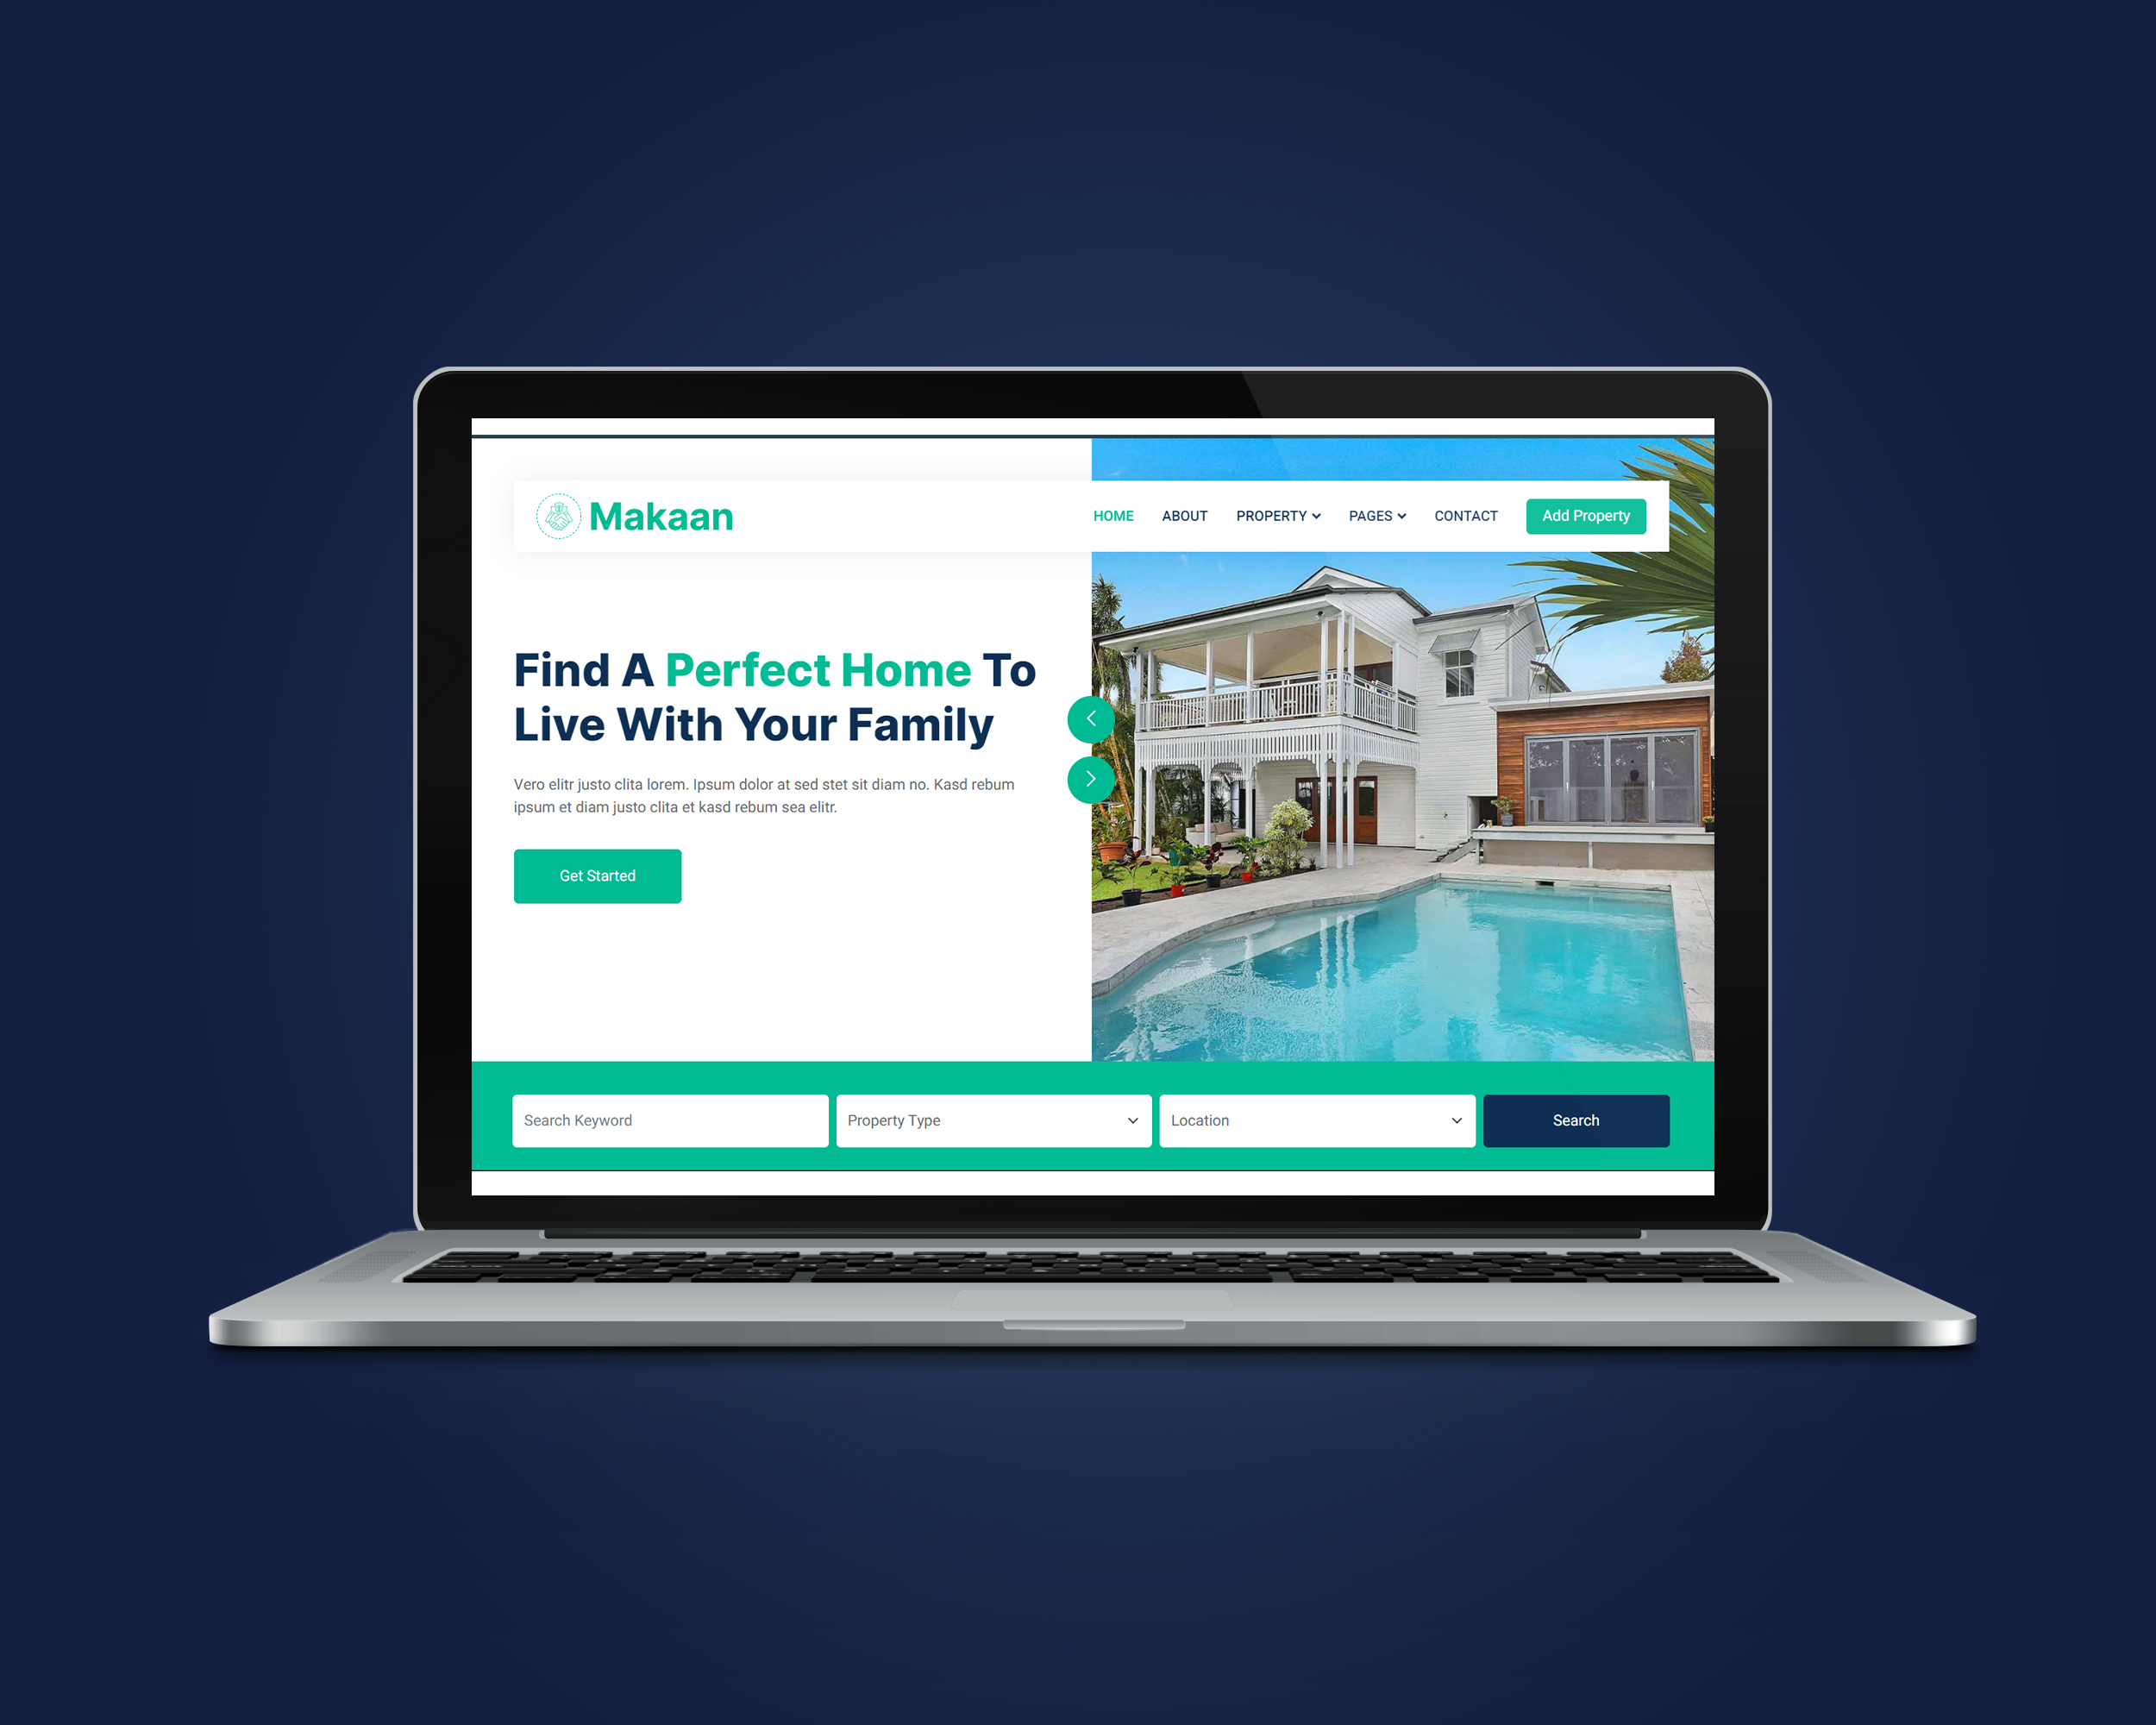 Makaan
HOME ABOUT PROPERTY PAGES CONTACT Add Property
Find A Perfect Home To
Live With Your Family
Vero elitr justo clita lorem. Ipsum dolor at sed stet sit diam no. Kasd rebum
ipsum et diam justo clita et kasd rebum sea elitr.
Get Started
Search Keyword Property Type Location Search